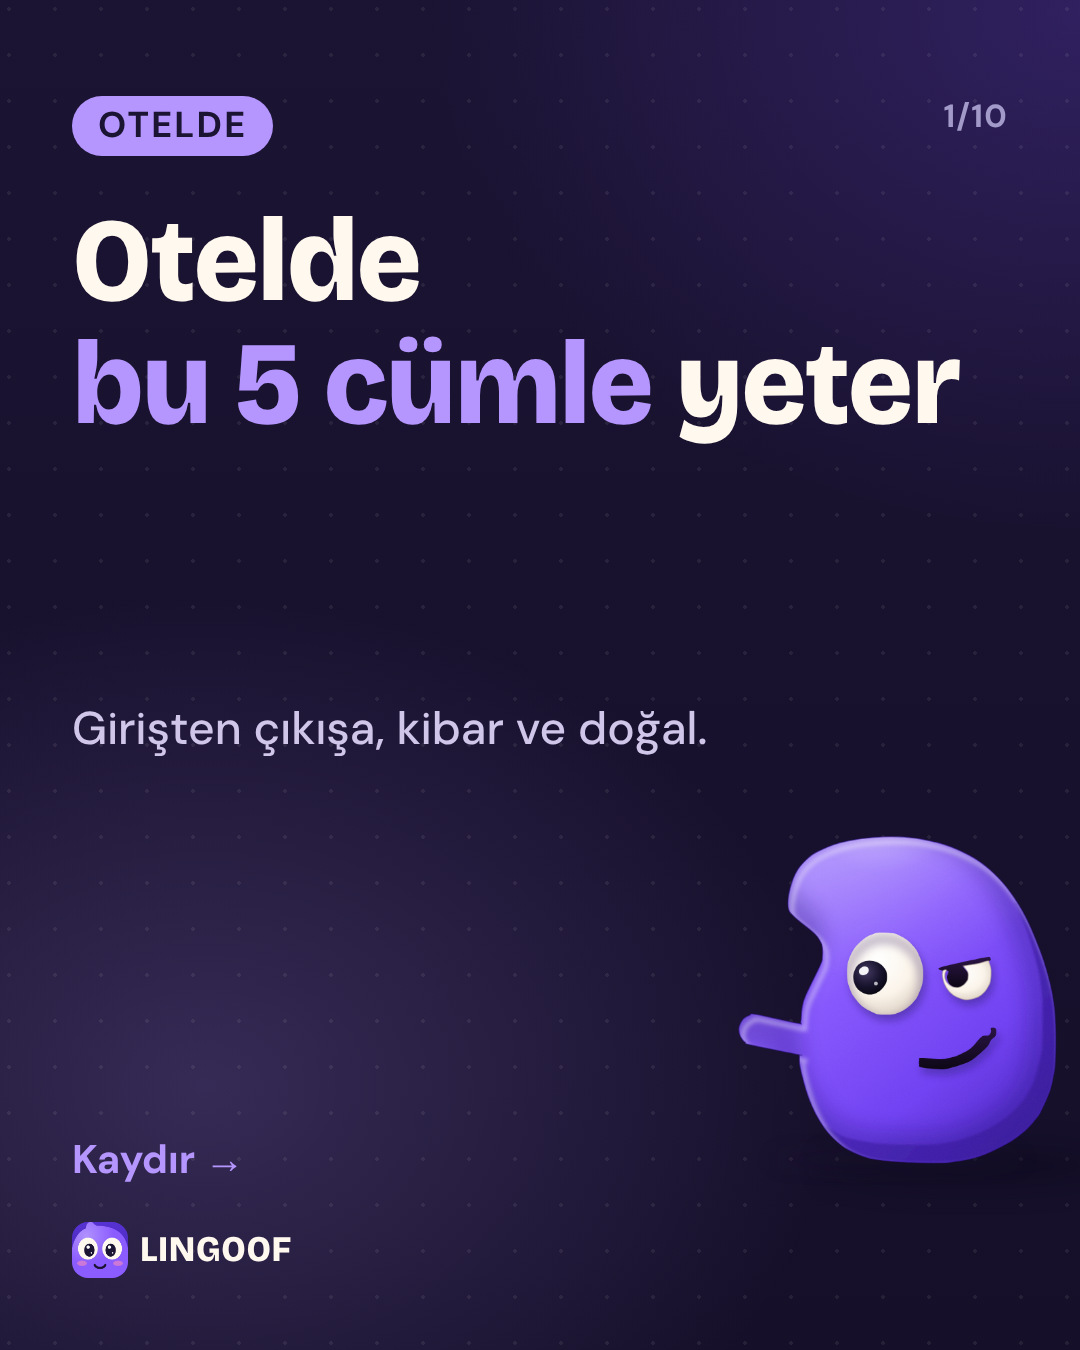 OTELDE
1/10
Otelde
bu 5 cümle yeter
Girişten çıkışa, kibar ve doğal.
Kaydır →
LINGOOF